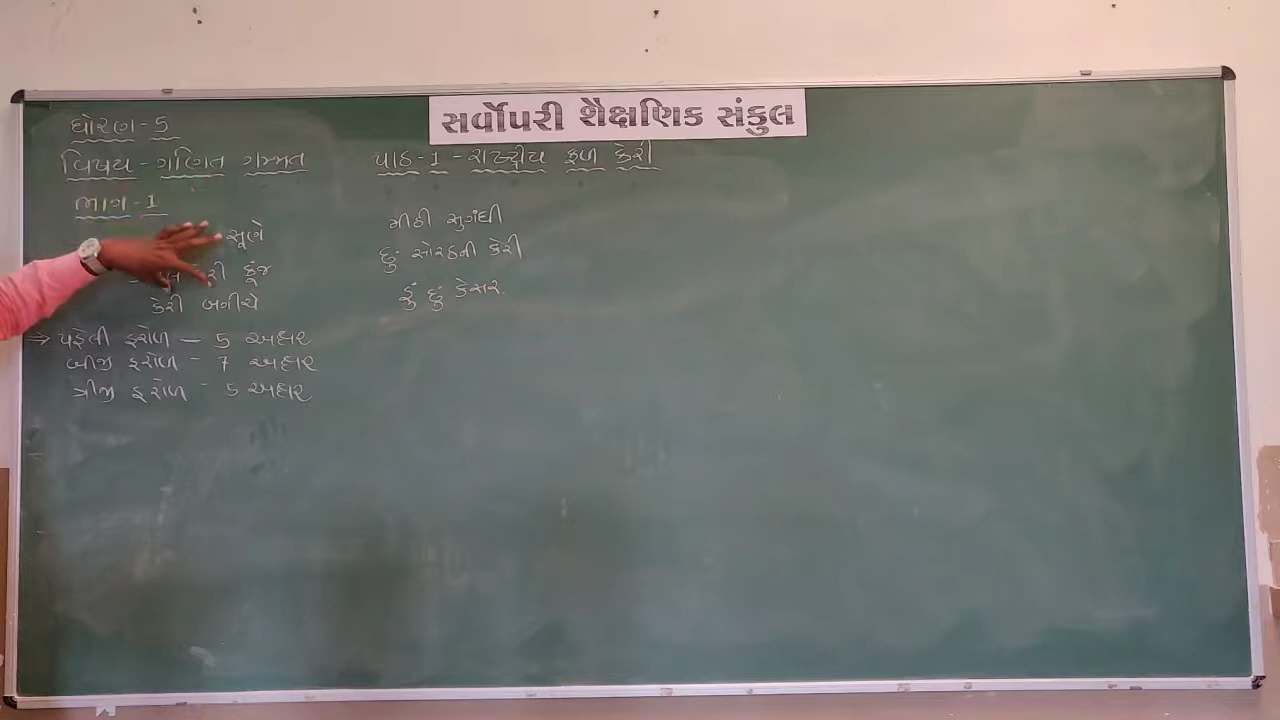 સર્વોપરી શૈક્ષણિક સંકુલ
ધોરણ-5
વિષય-ગણિત ગમ્મત
પાઠ-1-રાષ્ટ્રીય ફળ કેરી
ભાગ-1
સૂણે
કેરી બગીચે
મીઠી સુગંધી
છું સોરઠની કેરી
હું છું કેસર.
⇒ પહેલી હરોળ — 5 અક્ષર
બીજી હરોળ - 7 અક્ષર
ત્રીજી હરોળ - 5 અક્ષર